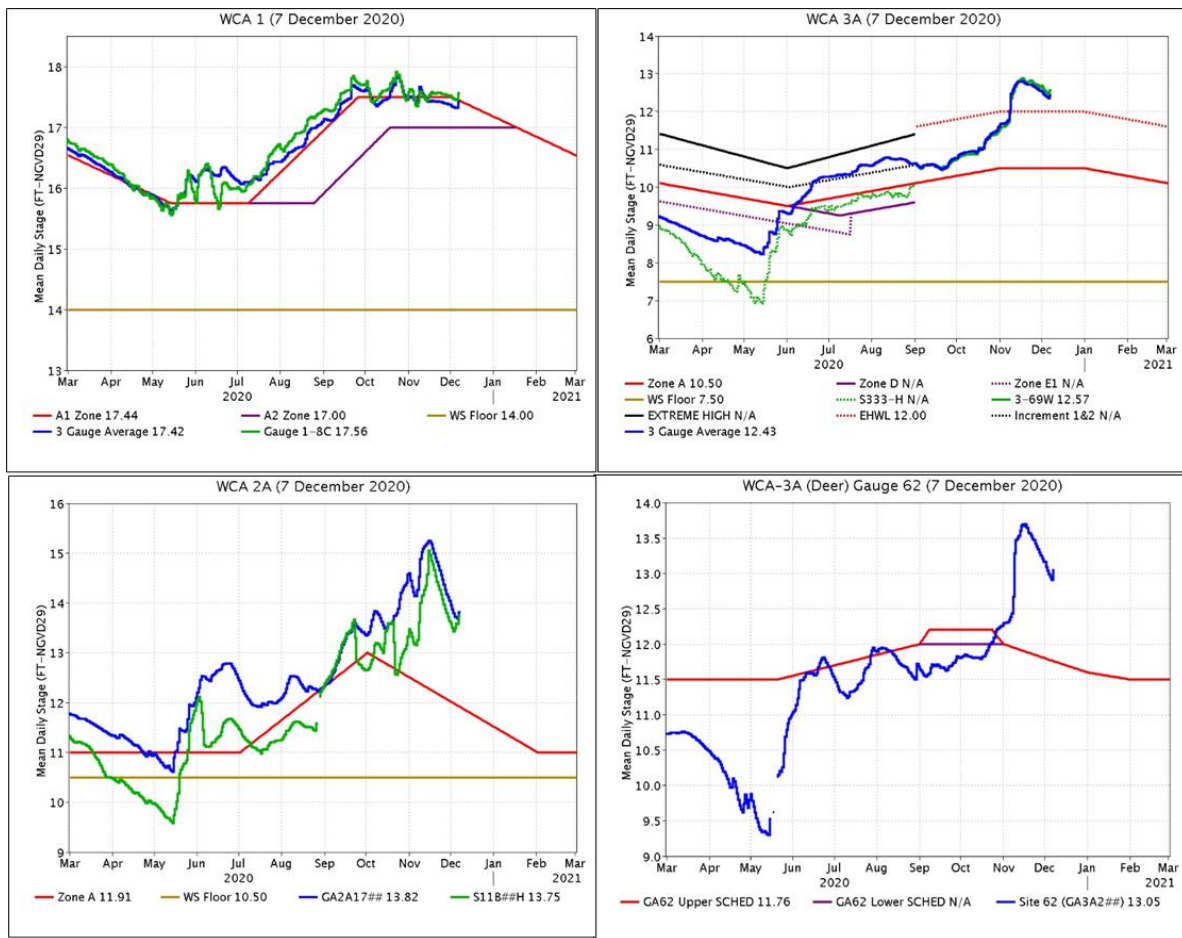 WCA 1 (7 December 2020)
Mean Daily Stage (FT-NGVD29)
18
17
16
15
14
13
Mar Apr May Jun Jul Aug Sep Oct Nov Dec Jan Feb Mar
2020 2021
A1 Zone 17.44 A2 Zone 17.00 WS Floor 14.00
3 Gauge Average 17.42 Gauge 1-8C 17.56
WCA 3A (7 December 2020)
Mean Daily Stage (FT-NGVD29)
14
13
12
11
10
9
8
7
6
Mar Apr May Jun Jul Aug Sep Oct Nov Dec Jan Feb Mar
2020 2021
Zone A 10.50 Zone D N/A Zone E1 N/A
WS Floor 7.50 S333-H N/A 3-69W 12.57
EXTREME HIGH N/A EHWL 12.00 Increment 1&2 N/A
3 Gauge Average 12.43
WCA 2A (7 December 2020)
Mean Daily Stage (FT-NGVD29)
16
15
14
13
12
11
10
9
Mar Apr May Jun Jul Aug Sep Oct Nov Dec Jan Feb Mar
2020 2021
Zone A 11.91 WS Floor 10.50 GA2A17## 13.82 S11B##H 13.75
WCA-3A (Deer) Gauge 62 (7 December 2020)
Mean Daily Stage (FT-NGVD29)
14.0
13.5
13.0
12.5
12.0
11.5
11.0
10.5
10.0
9.5
9.0
Mar Apr May Jun Jul Aug Sep Oct Nov Dec Jan Feb Mar
2020 2021
GA62 Upper SCHED 11.76 GA62 Lower SCHED N/A Site 62 (GA3A2##) 13.05